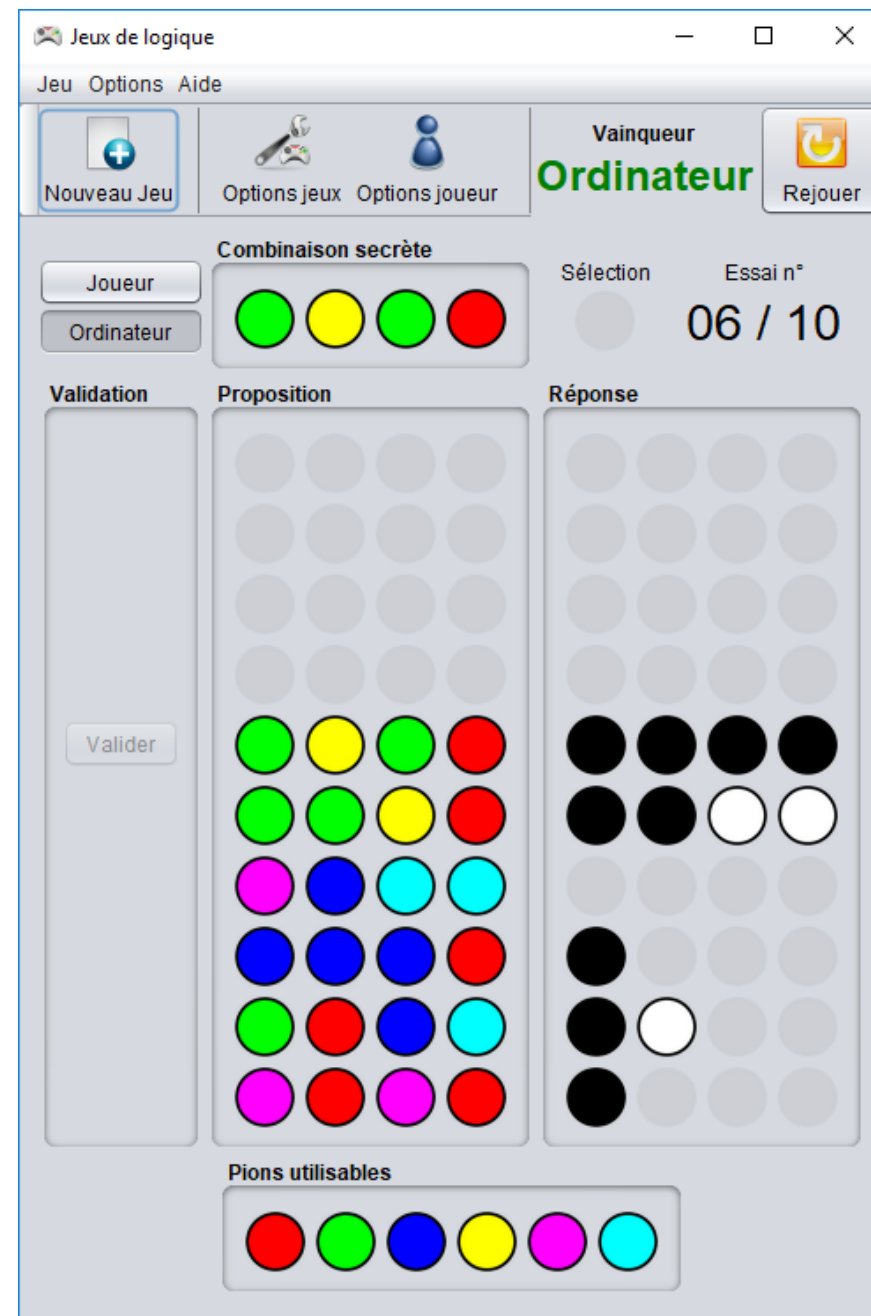 Jeux de logique
Jeu Options Aide
Nouveau Jeu
Options jeux
Options joueur
Vainqueur
Ordinateur
Rejouer
Joueur
Ordinateur
Combinaison secrète
Sélection
Essai n°
06 / 10
Validation
Proposition
Réponse
Valider
Pions utilisables